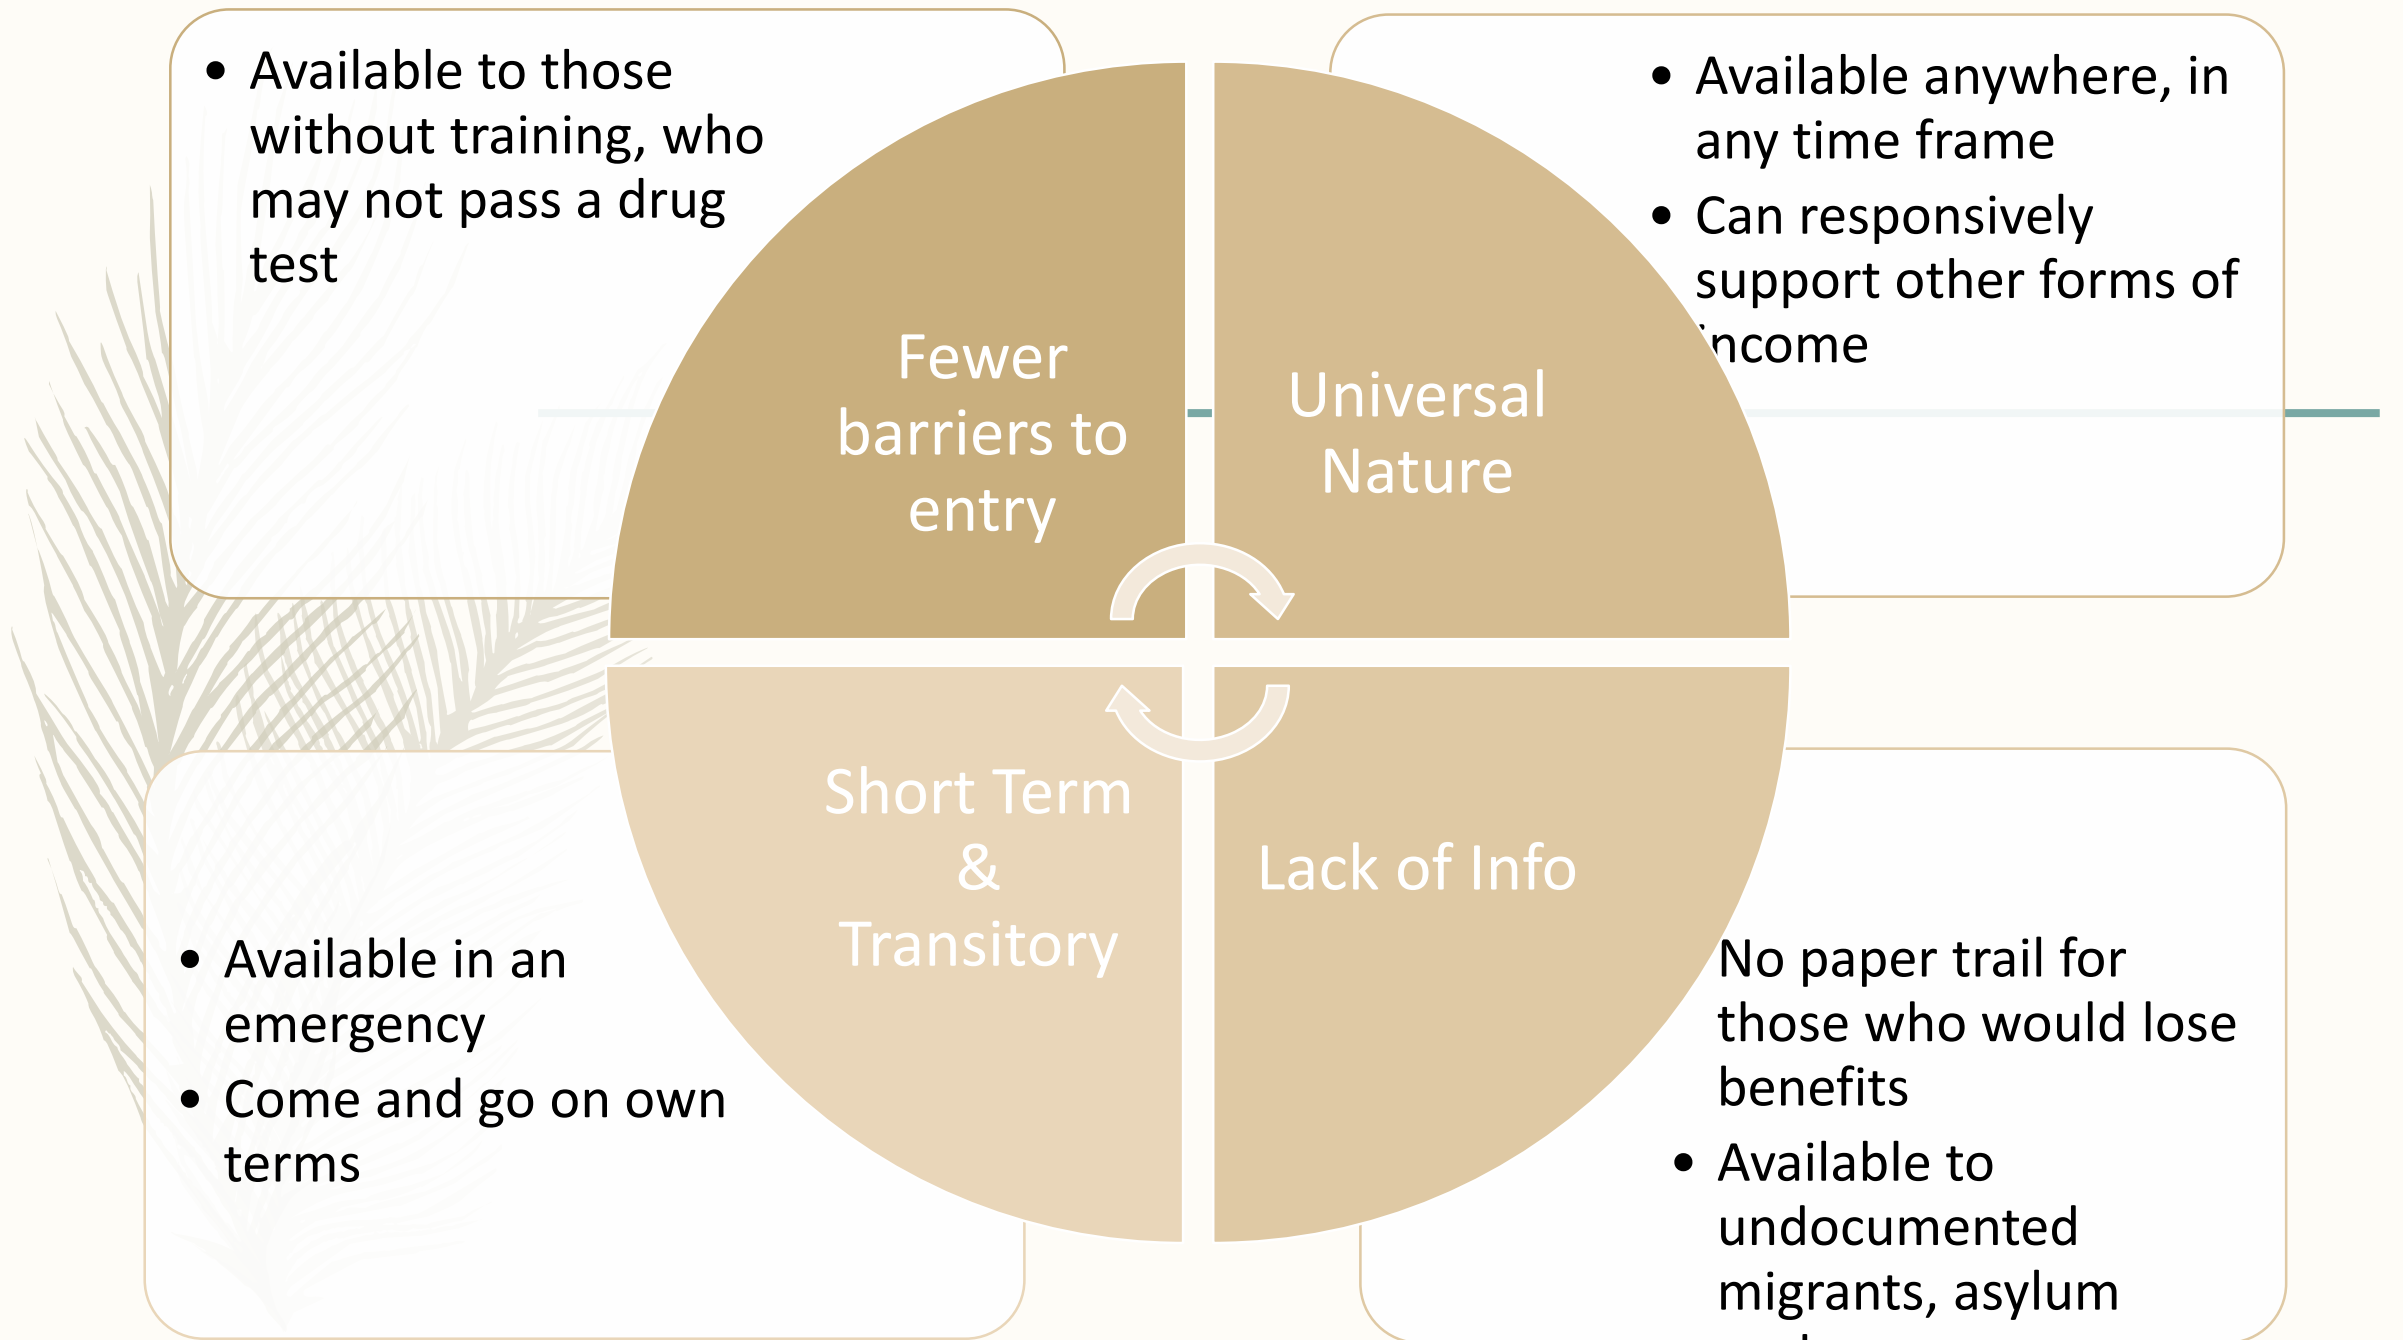 • Available to those
without training, who
may not pass a drug
test
Fewer
barriers to
entry
Universal
Nature
• Available anywhere, in
any time frame
• Can responsively
support other forms of
income
Short Term
&
Transitory
• Available in an
emergency
• Come and go on own
terms
Lack of Info
No paper trail for
those who would lose
benefits
• Available to
undocumented
migrants, asylum